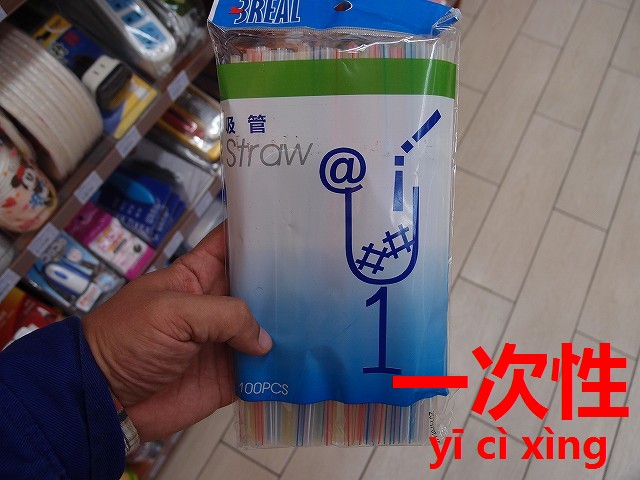 3REAL
吸管
Straw
@ i
##
1
100PCS
一次性
yī cì xìng